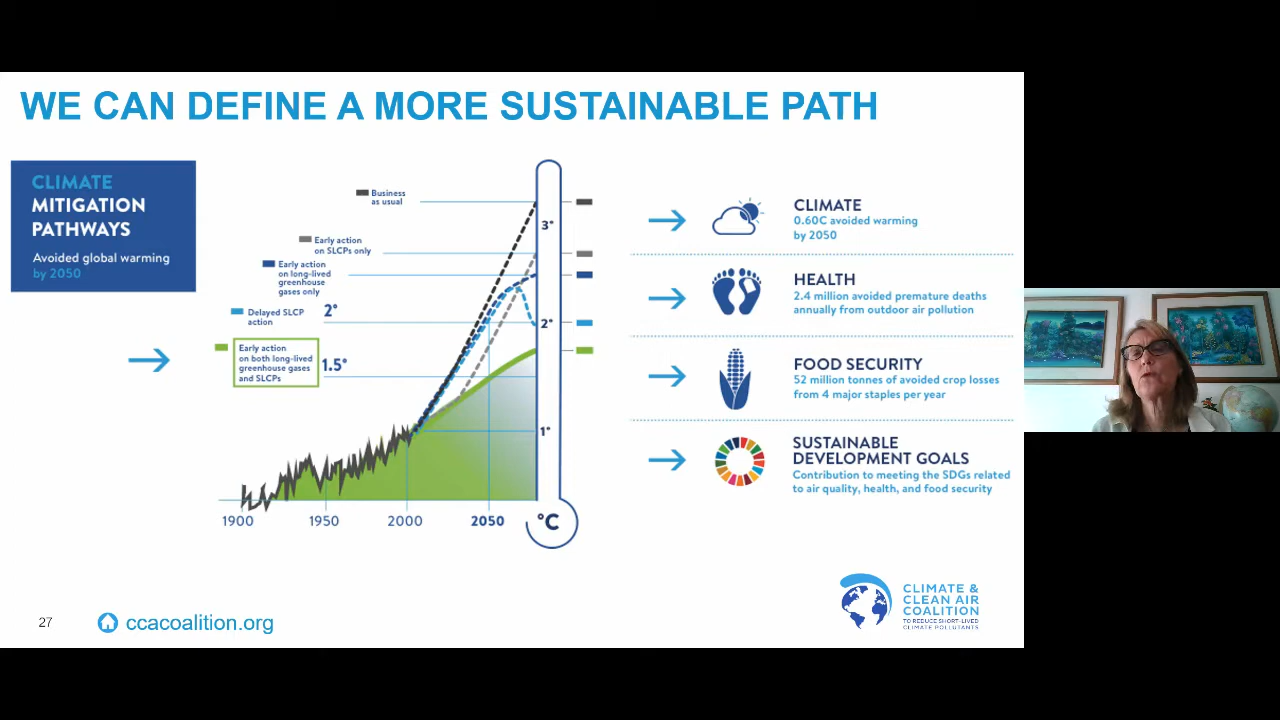 WE CAN DEFINE A MORE SUSTAINABLE PATH
CLIMATE
MITIGATION
PATHWAYS
Avoided global warming
by 2050
Business
as usual
Early action
on SLCPs only
Early action
on long-lived
greenhouse
gases only
Delayed SLCP
action
2°
Early action
on both long-lived
greenhouse gases
and SLCPs
1.5°
3°
2°
1°
°C
1900
1950
2000
2050
CLIMATE
0.60C avoided warming
by 2050
HEALTH
2.4 million avoided premature deaths
annually from outdoor air pollution
FOOD SECURITY
52 million tonnes of avoided crop losses
from 4 major staples per year
SUSTAINABLE
DEVELOPMENT GOALS
Contribution to meeting the SDGs related
to air quality, health, and food security
27
ccacoalition.org
CLIMATE &
CLEAN AIR
COALITION
TO REDUCE SHORT-LIVED
CLIMATE POLLUTANTS